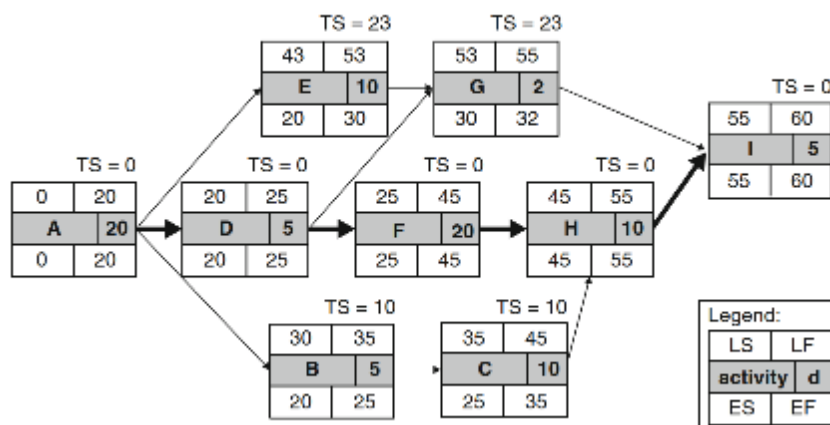 TS = 23
43 53
E 10
20 30
TS = 23
53 55
G 2
30 32
TS = 0
55 60
I 5
55 60
TS = 0
0 20
A 20
0 20
TS = 0
20 25
D 5
20 25
TS = 0
25 45
F 20
25 45
TS = 0
45 55
H 10
45 55
TS = 10
30 35
B 5
20 25
TS = 10
35 45
C 10
25 35
Legend:
LS LF
activity d
ES EF